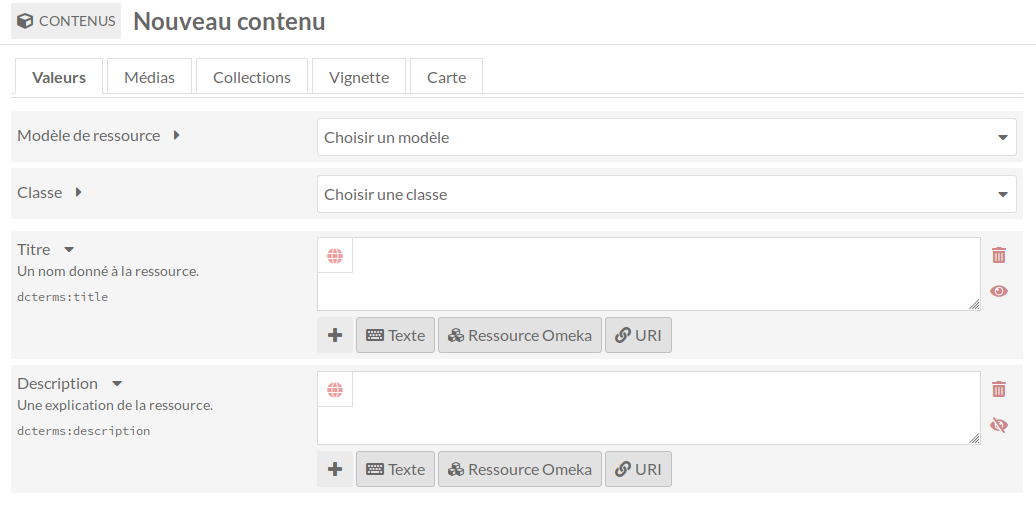 CONTENUS Nouveau contenu
Valeurs Médias Collections Vignette Carte
Modèle de ressource Choisir un modèle
Classe Choisir une classe
Titre
Un nom donné à la ressource.
dcterms:title
Texte Ressource Omeka URI
Description
Une explication de la ressource.
dcterms:description
Texte Ressource Omeka URI